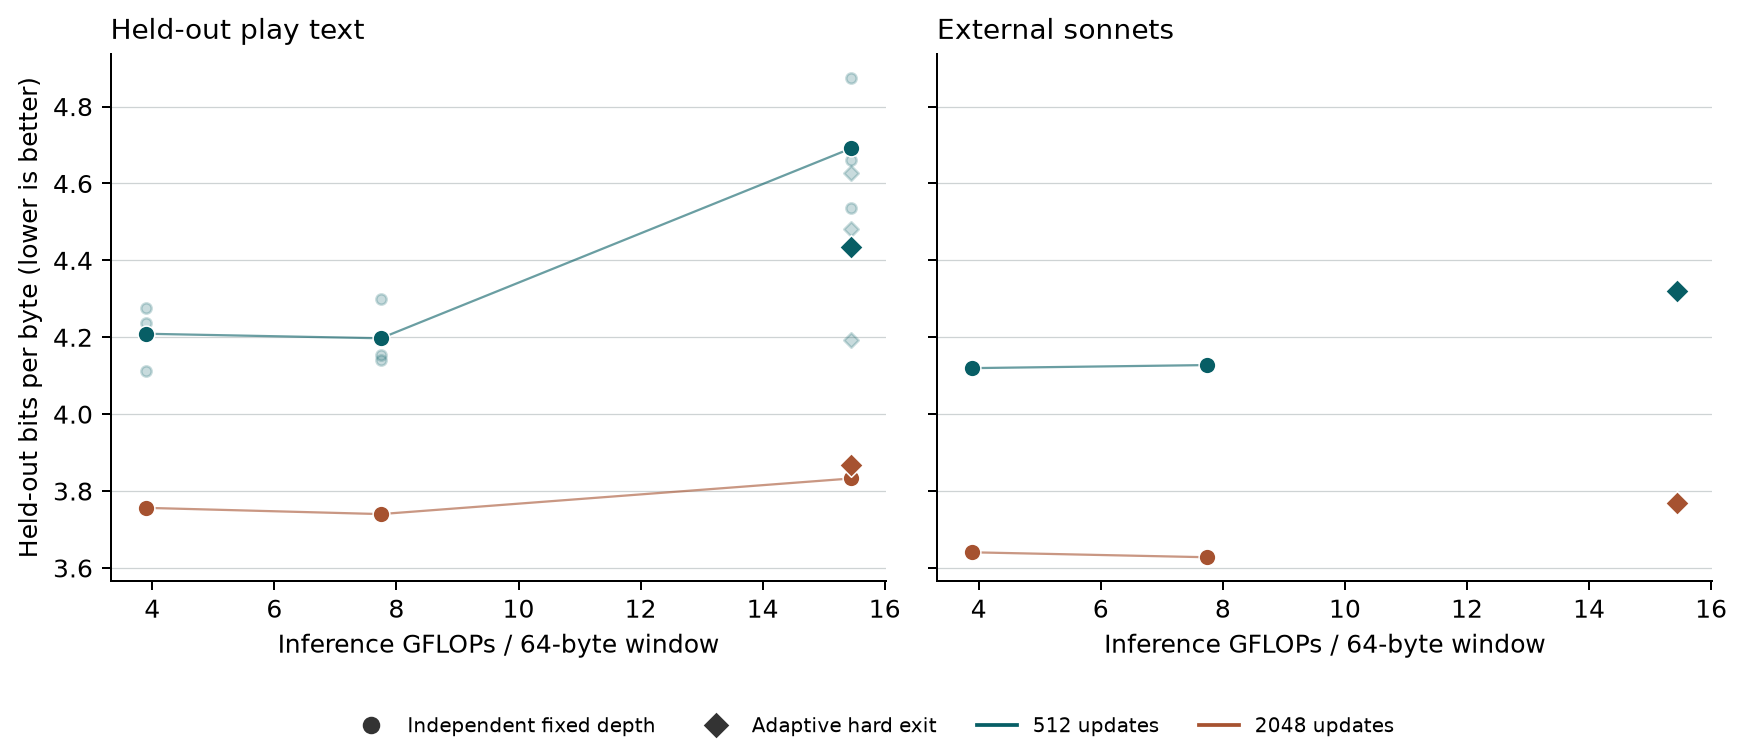 Held-out play text
External sonnets
Held-out bits per byte (lower is better)
4.8
4.6
4.4
4.2
4.0
3.8
3.6
4 6 8 10 12 14 16
4 6 8 10 12 14 16
Inference GFLOPs / 64-byte window
Inference GFLOPs / 64-byte window
Independent fixed depth
Adaptive hard exit
512 updates
2048 updates